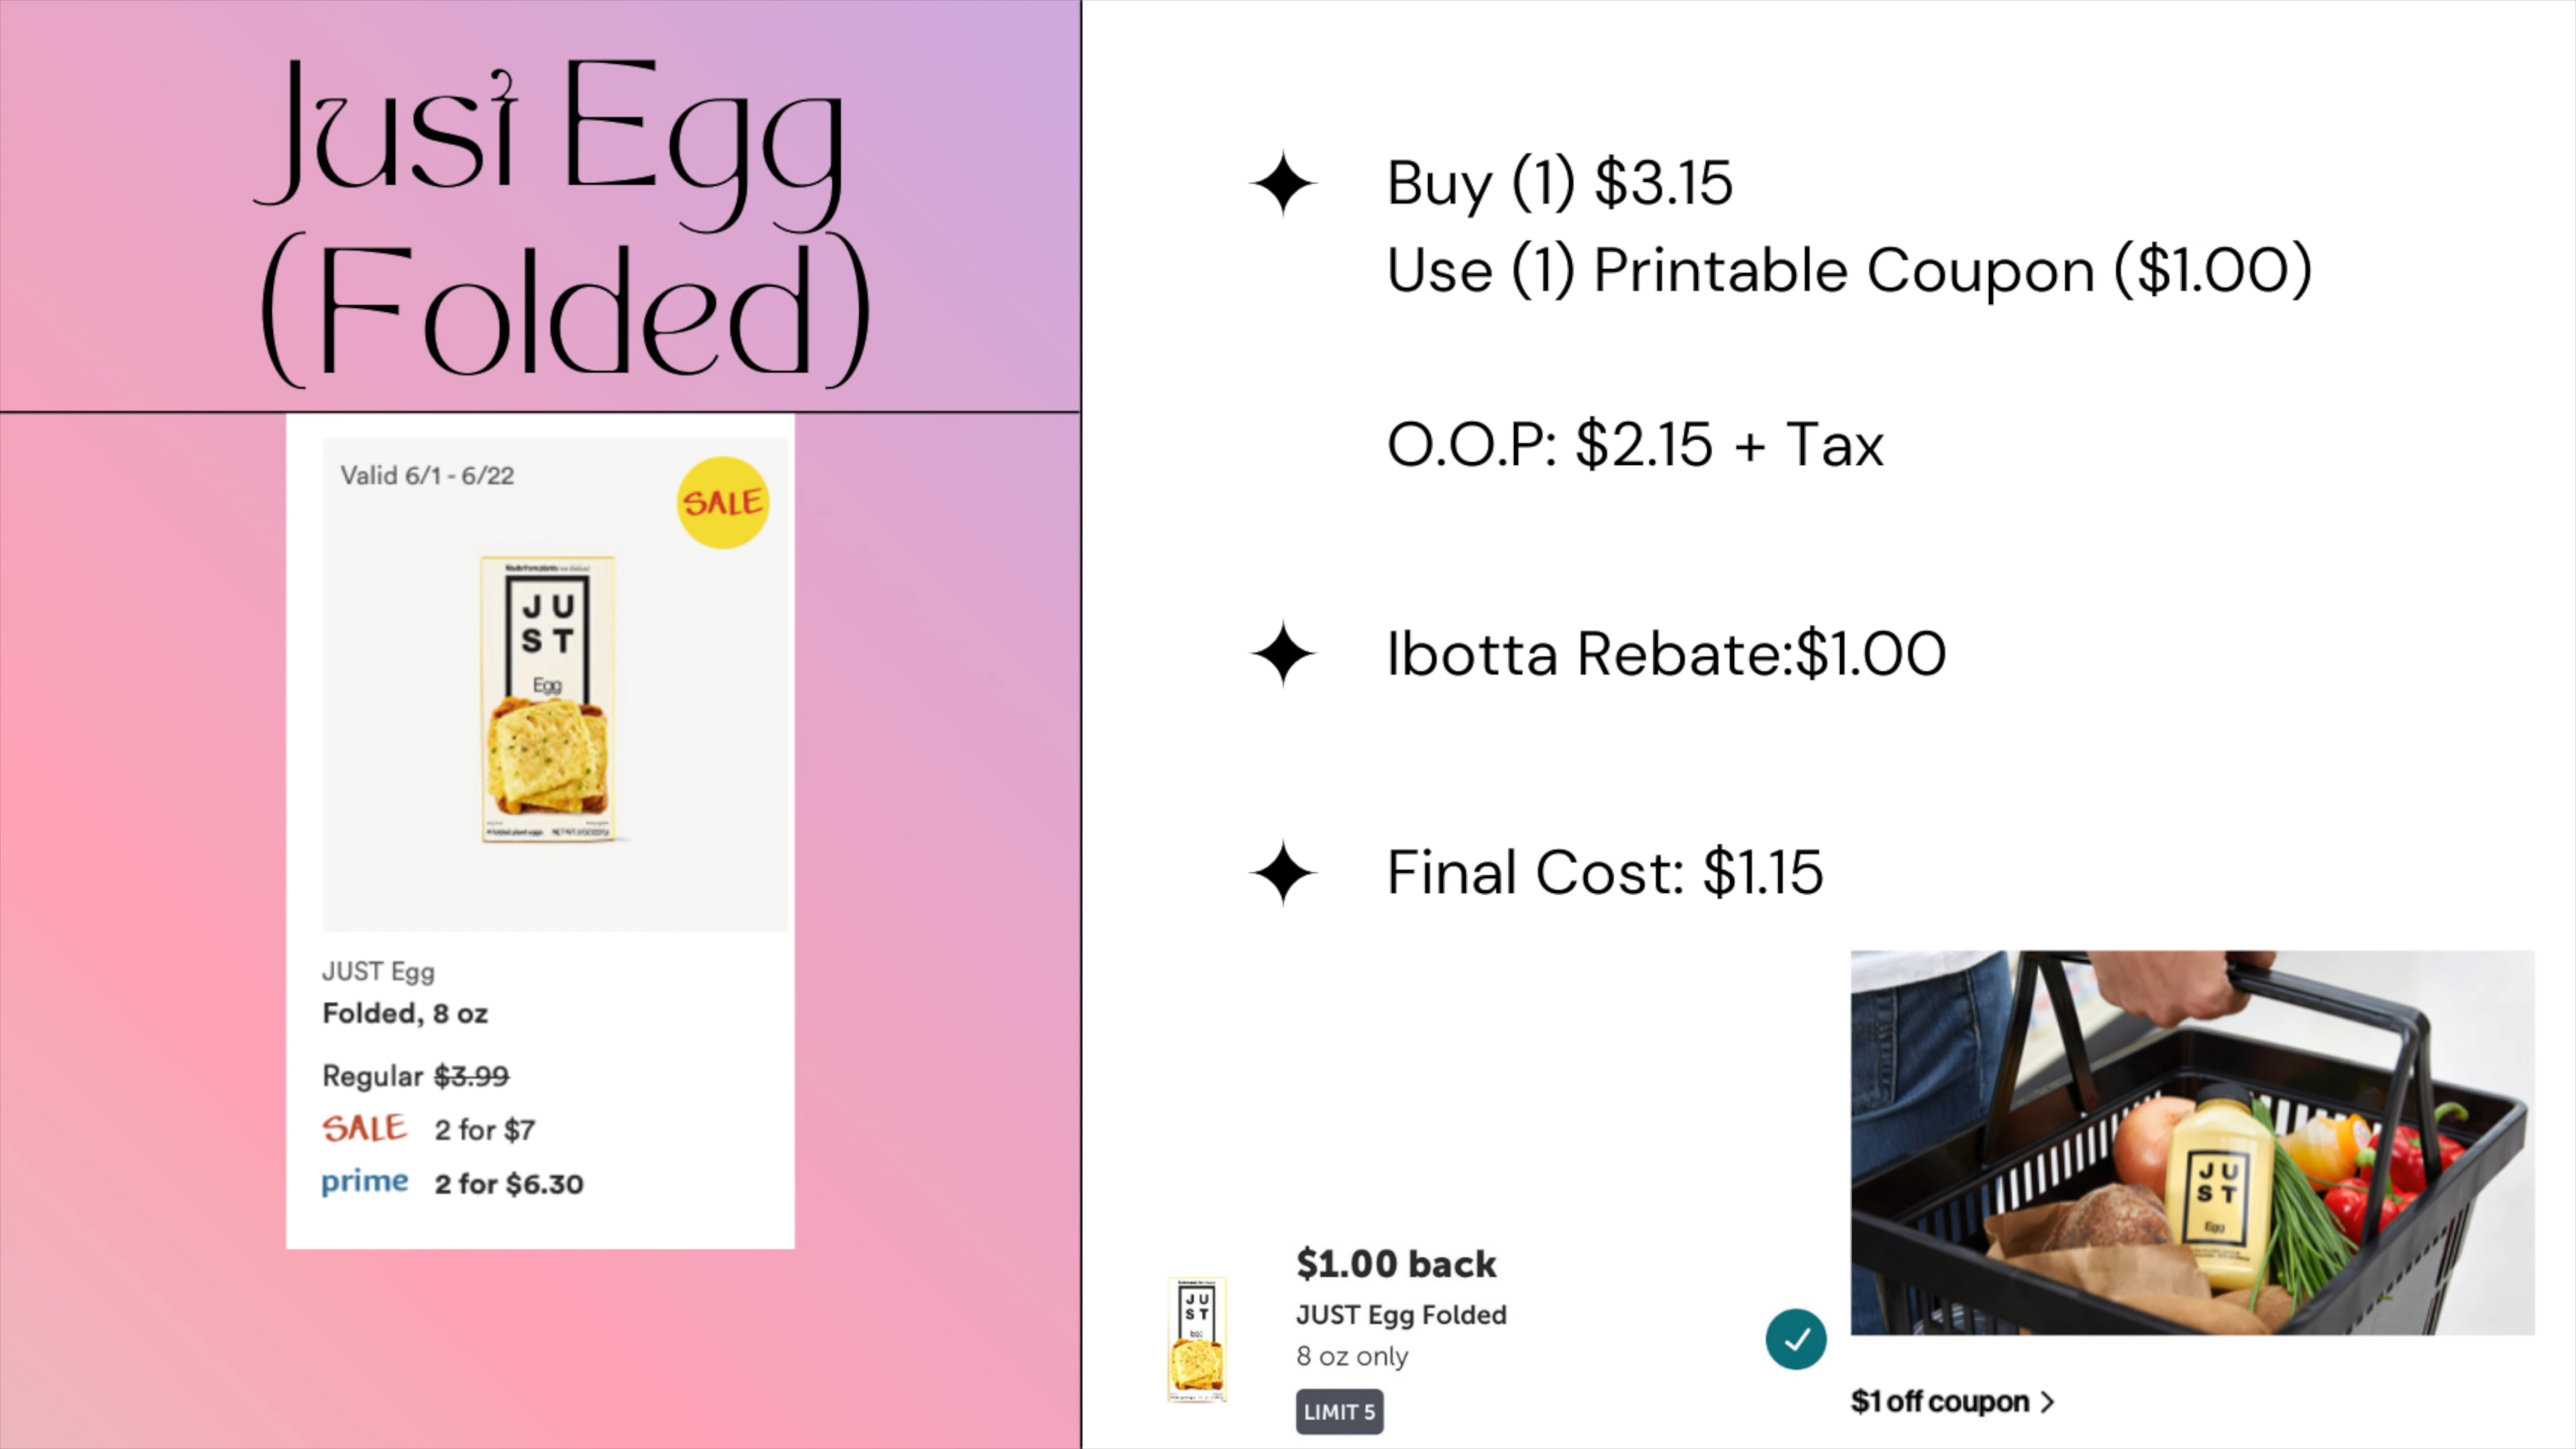 Just Egg
(Folded)
Valid 6/1 - 6/22
SALE
JU
ST
Egg
JUST Egg
Folded, 8 oz
Regular $3.99
SALE 2 for $7
prime 2 for $6.30
Buy (1) $3.15
Use (1) Printable Coupon ($1.00)
O.O.P: $2.15 + Tax
Ibotta Rebate:$1.00
Final Cost: $1.15
JU
ST
$1.00 back
JUST Egg Folded
8 oz only
LIMIT 5
JU
ST
Egg
$1 off coupon >